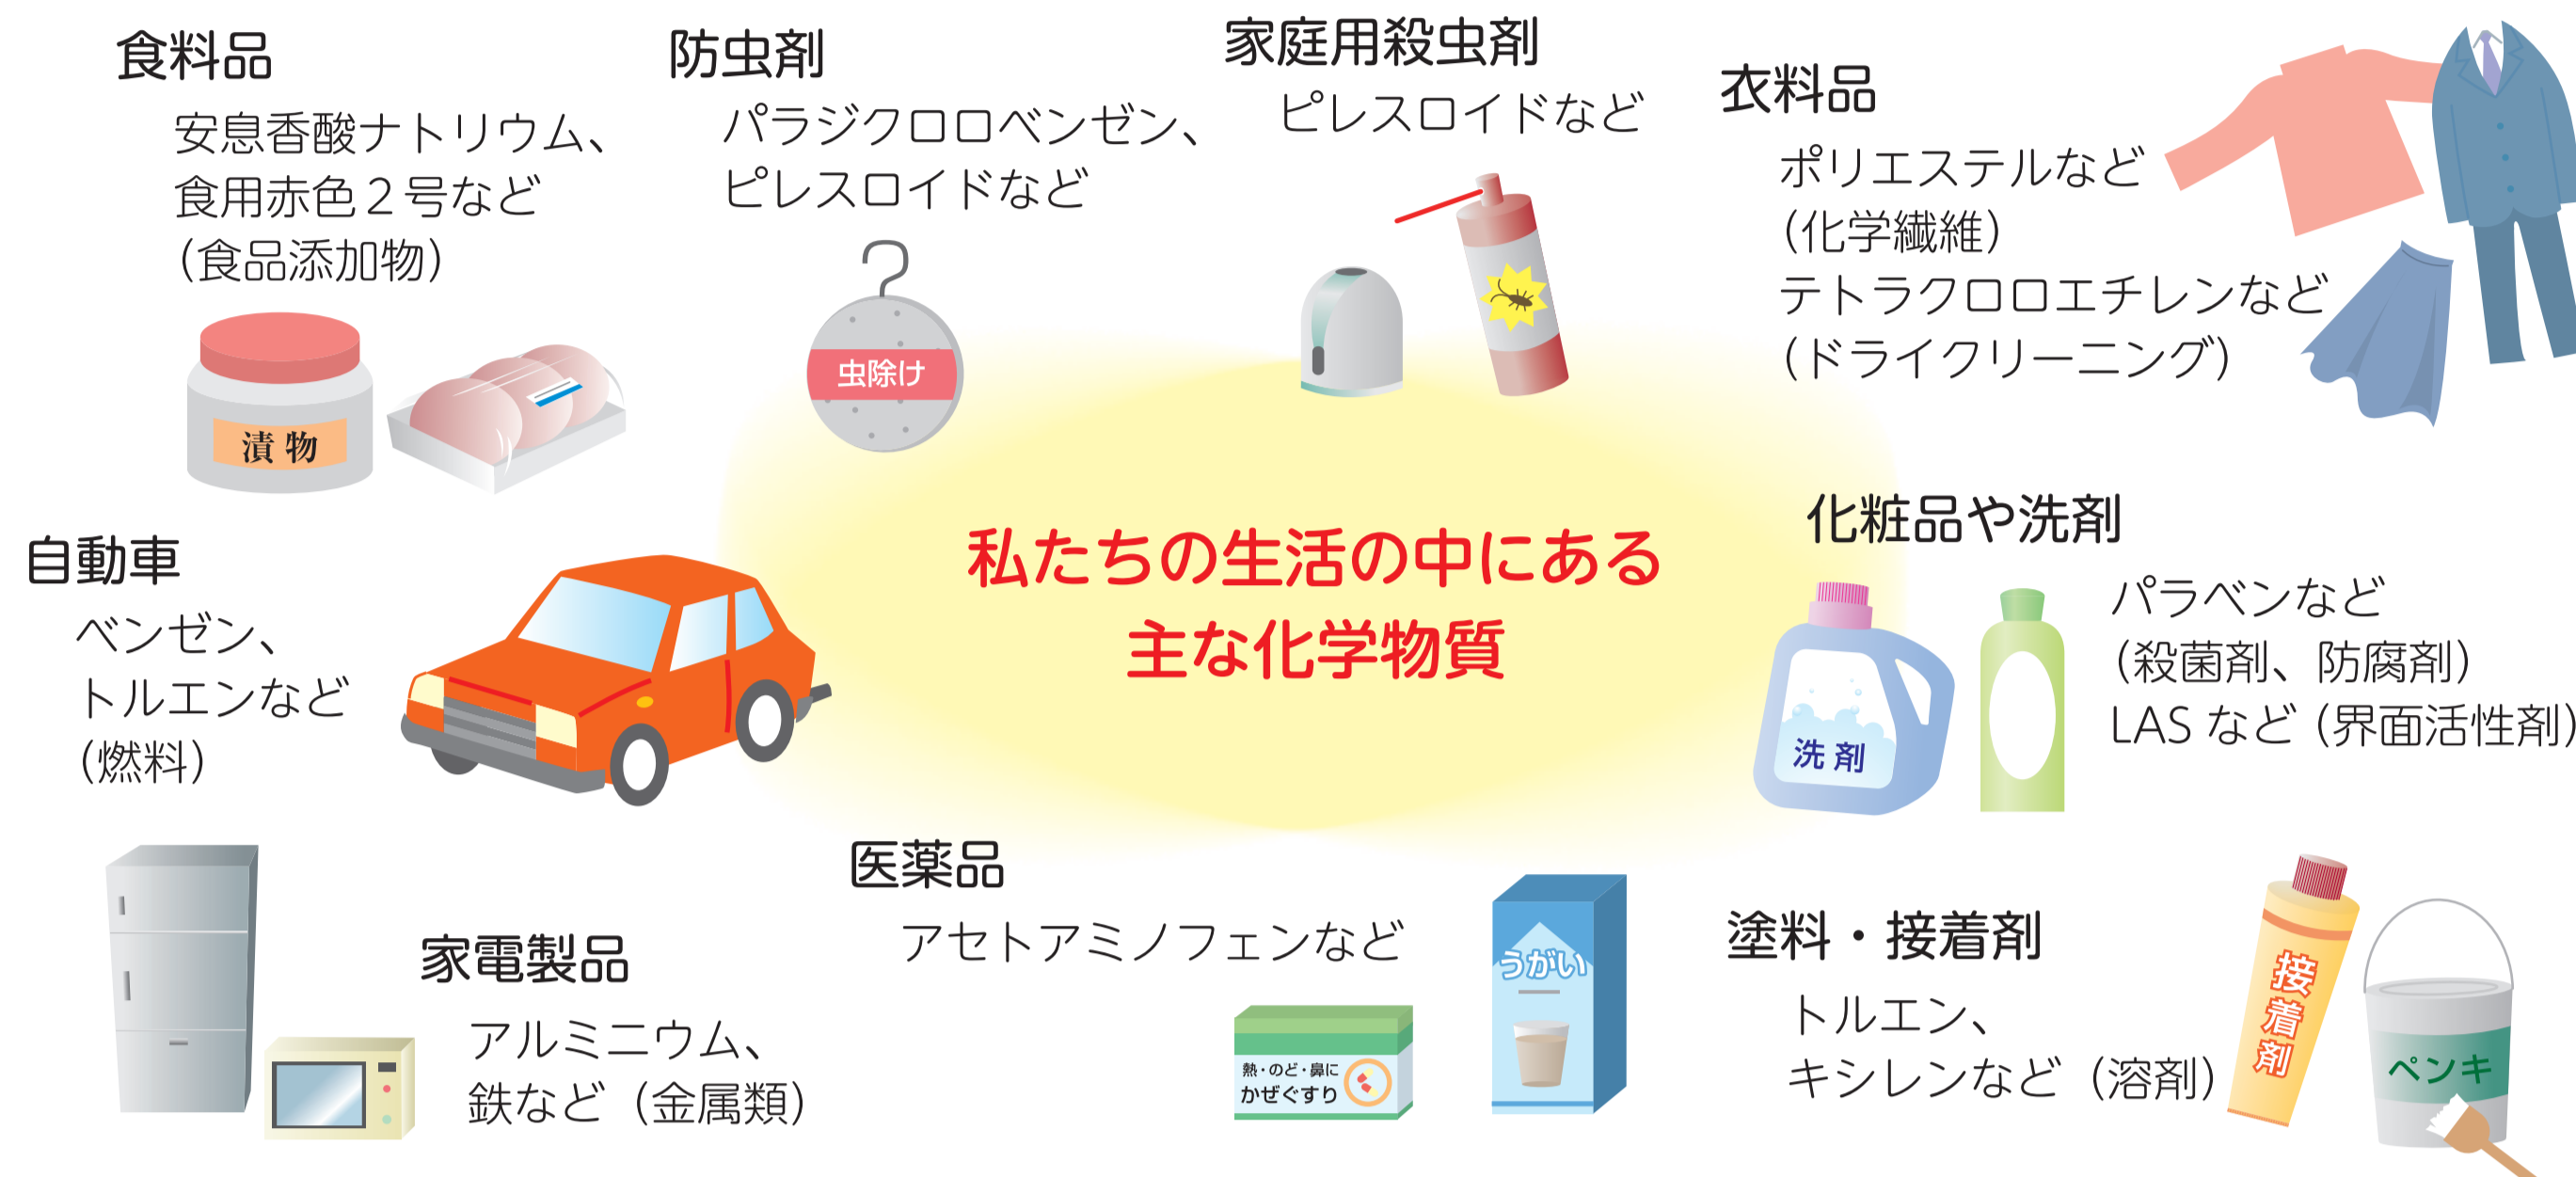 食料品
安息香酸ナトリウム、
食用赤色２号など
（食品添加物）
漬物
防虫剤
パラジクロロベンゼン、
ピレスロイドなど
虫除け
家庭用殺虫剤
ピレスロイドなど
衣料品
ポリエステルなど
（化学繊維）
テトラクロロエチレンなど
（ドライクリーニング）
私たちの生活の中にある
主な化学物質
自動車
ベンゼン、
トルエンなど
（燃料）
化粧品や洗剤
パラベンなど
（殺菌剤、防腐剤）
LAS など（界面活性剤）
洗剤
家電製品
アルミニウム、
鉄など（金属類）
医薬品
アセトアミノフェンなど
熱・のど・鼻に
かぜぐすり
うがい
塗料・接着剤
トルエン、
キシレンなど（溶剤）
接着剤
ペンキ